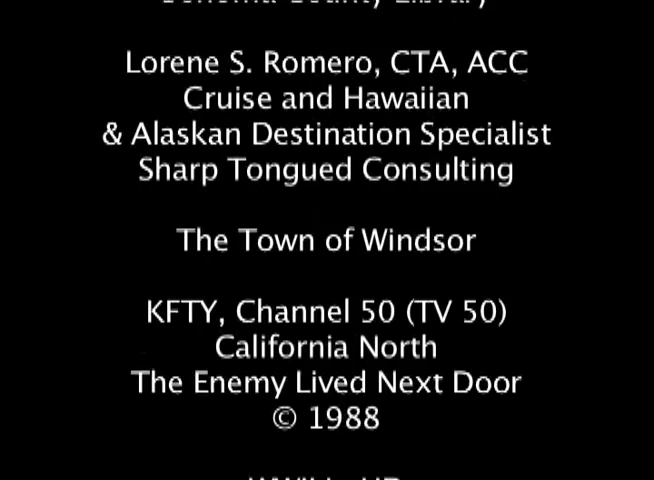 Sonoma County Library
Lorene S. Romero, CTA, ACC
Cruise and Hawaiian
& Alaskan Destination Specialist
Sharp Tongued Consulting
The Town of Windsor
KFTY, Channel 50 (TV 50)
California North
The Enemy Lived Next Door
© 1988